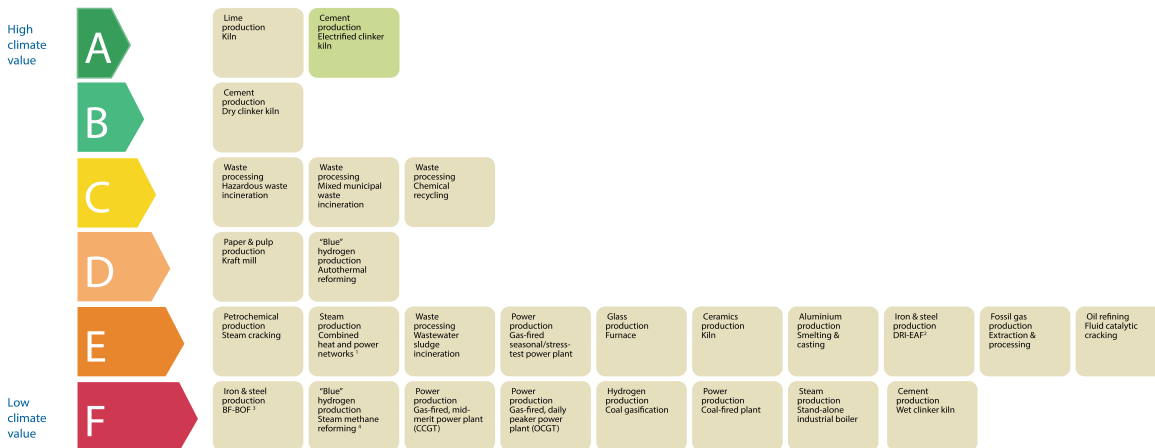 High
climate
value
A
Lime
production
Kiln
Cement
production
Electrified clinker
kiln
B
Cement
production
Dry clinker kiln
C
Waste
processing
Hazardous waste
incineration
Waste
processing
Mixed municipal
waste
incineration
Waste
processing
Chemical
recycling
D
Paper & pulp
production
Kraft mill
“Blue”
hydrogen
production
Autothermal
reforming
E
Petrochemical
production
Steam cracking
Steam
production
Combined
heat and power
networks ¹
Waste
processing
Wastewater
sludge
incineration
Power
production
Gas-fired
seasonal/stress-
test power plant
Glass
production
Furnace
Ceramics
production
Kiln
Aluminium
production
Smelting &
casting
Iron & steel
production
DRI-EAF²
Fossil gas
production
Extraction &
processing
Oil refining
Fluid catalytic
cracking
Low
climate
value
F
Iron & steel
production
BF-BOF ³
“Blue”
hydrogen
production
Steam methane
reforming ⁴
Power
production
Gas-fired, mid-
merit power plant
(CCGT)
Power
production
Gas-fired, daily
peaker power
plant (OCGT)
Hydrogen
production
Coal gasification
Power
production
Coal-fired plant
Steam
production
Stand-alone
industrial boiler
Cement
production
Wet clinker kiln